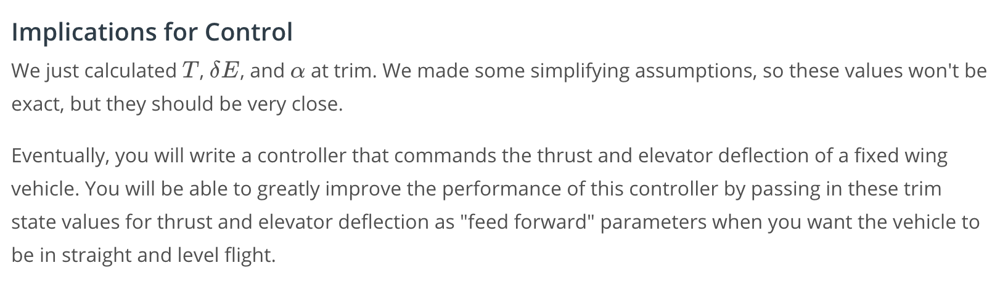 Implications for Control
We just calculated T, δE, and α at trim. We made some simplifying assumptions, so these values won't be
exact, but they should be very close.
Eventually, you will write a controller that commands the thrust and elevator deflection of a fixed wing
vehicle. You will be able to greatly improve the performance of this controller by passing in these trim
state values for thrust and elevator deflection as "feed forward" parameters when you want the vehicle to
be in straight and level flight.